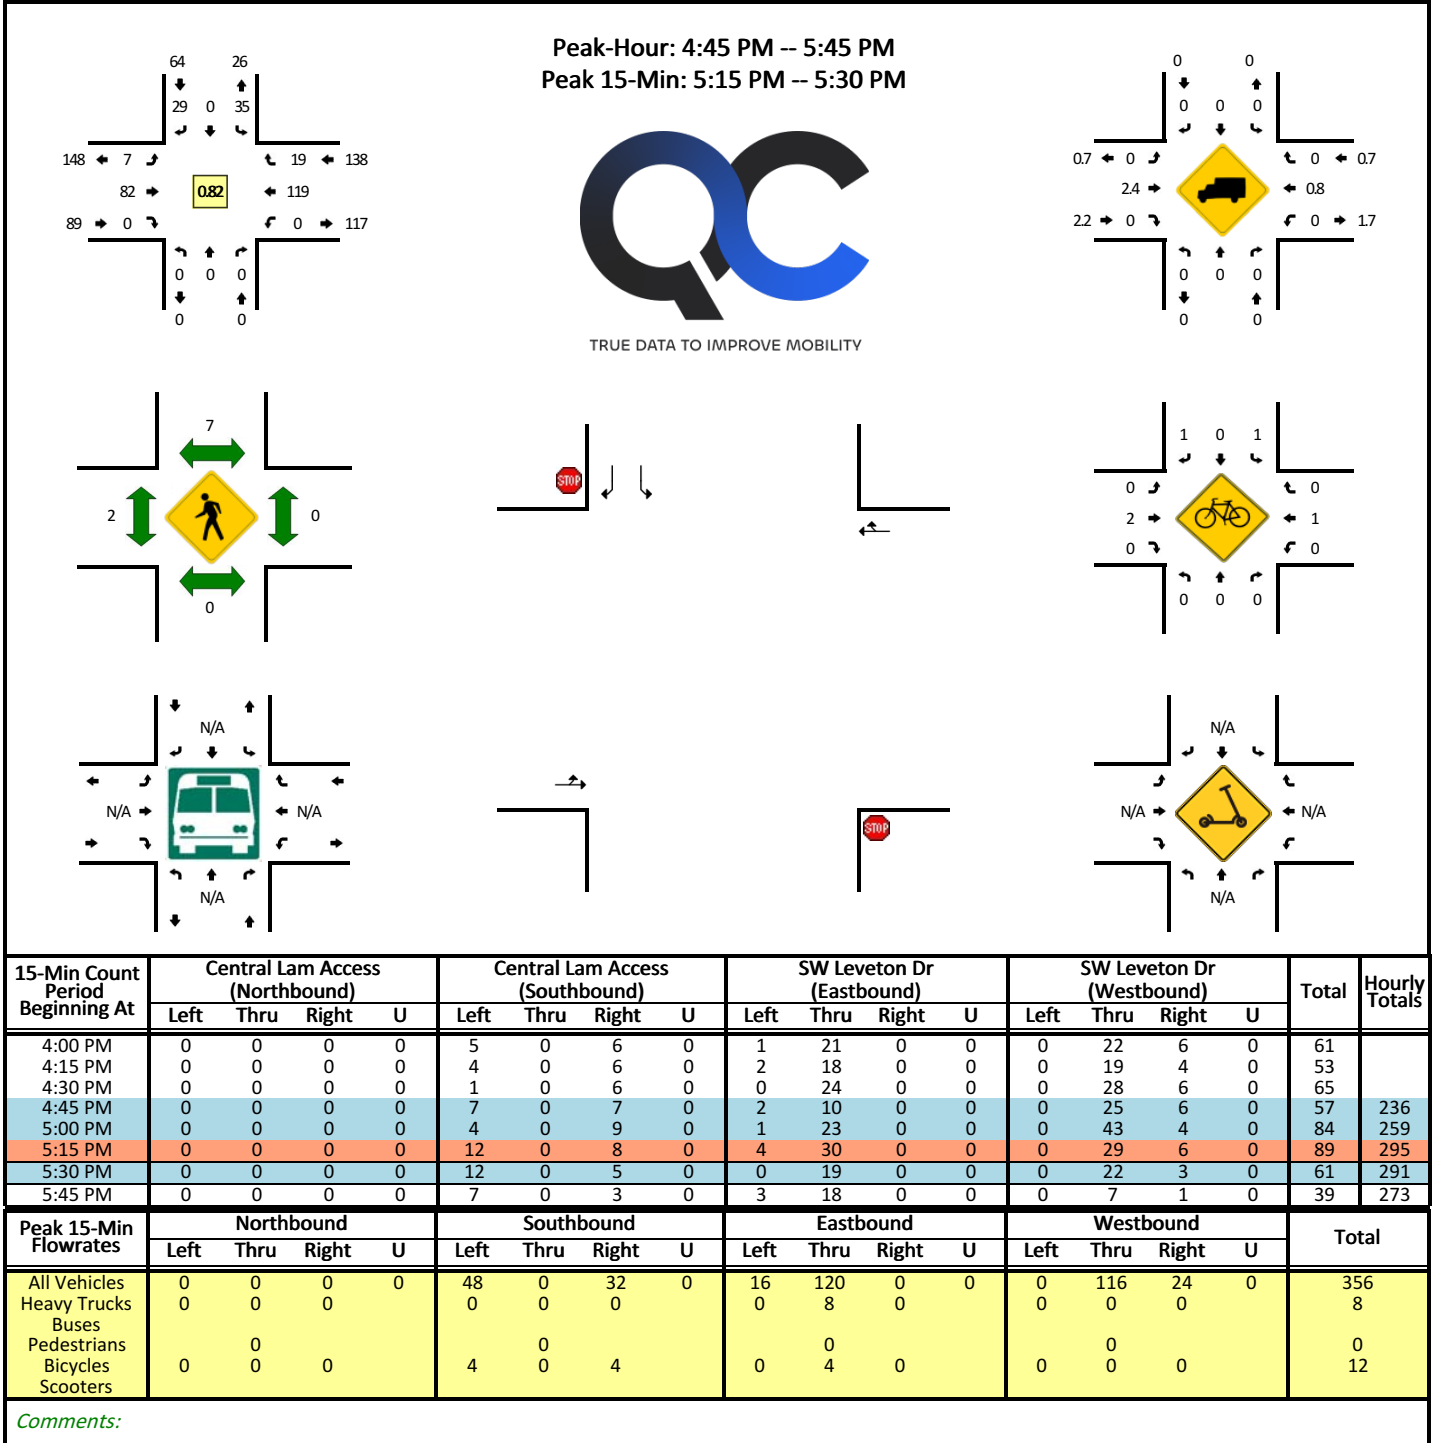 Peak-Hour: 4:45 PM -- 5:45 PM
Peak 15-Min: 5:15 PM -- 5:30 PM
64 26
29 0 35
148 7 19 138
82 0.82 119
89 0 0 117
0 0 0
0 0
QC
TRUE DATA TO IMPROVE MOBILITY
0 0
0 0 0
0.7 0 0 0.7
2.4 0.8
2.2 0 0 1.7
0 0 0
0 0
7
2 0
0
STOP
STOP
1 0 1
0 0
2 1
0 0
0 0 0
N/A
N/A N/A
N/A
N/A
N/A N/A
N/A
15-Min Count Period Beginning At Central Lam Access (Northbound) Central Lam Access (Southbound) SW Leveton Dr (Eastbound) SW Leveton Dr (Westbound) Total Hourly Totals
Left Thru Right U Left Thru Right U Left Thru Right U Left Thru Right U
4:00 PM 0 0 0 0 5 0 6 0 1 21 0 0 0 22 6 0 61
4:15 PM 0 0 0 0 4 0 6 0 2 18 0 0 0 19 4 0 53
4:30 PM 0 0 0 0 1 0 6 0 0 24 0 0 0 28 6 0 65
4:45 PM 0 0 0 0 7 0 7 0 2 10 0 0 0 25 6 0 57 236
5:00 PM 0 0 0 0 4 0 9 0 1 23 0 0 0 43 4 0 84 259
5:15 PM 0 0 0 0 12 0 8 0 4 30 0 0 0 29 6 0 89 295
5:30 PM 0 0 0 0 12 0 5 0 0 19 0 0 0 22 3 0 61 291
5:45 PM 0 0 0 0 7 0 3 0 3 18 0 0 0 7 1 0 39 273
Peak 15-Min Flowrates Northbound Southbound Eastbound Westbound Total
Left Thru Right U Left Thru Right U Left Thru Right U Left Thru Right U
All Vehicles 0 0 0 0 48 0 32 0 16 120 0 0 0 116 24 0 356
Heavy Trucks 0 0 0 0 0 0 0 8 0 0 0 0 8
Buses
Pedestrians 0 0 0 0 0
Bicycles 0 0 0 4 0 4 0 4 0 0 0 0 12
Scooters
Comments: